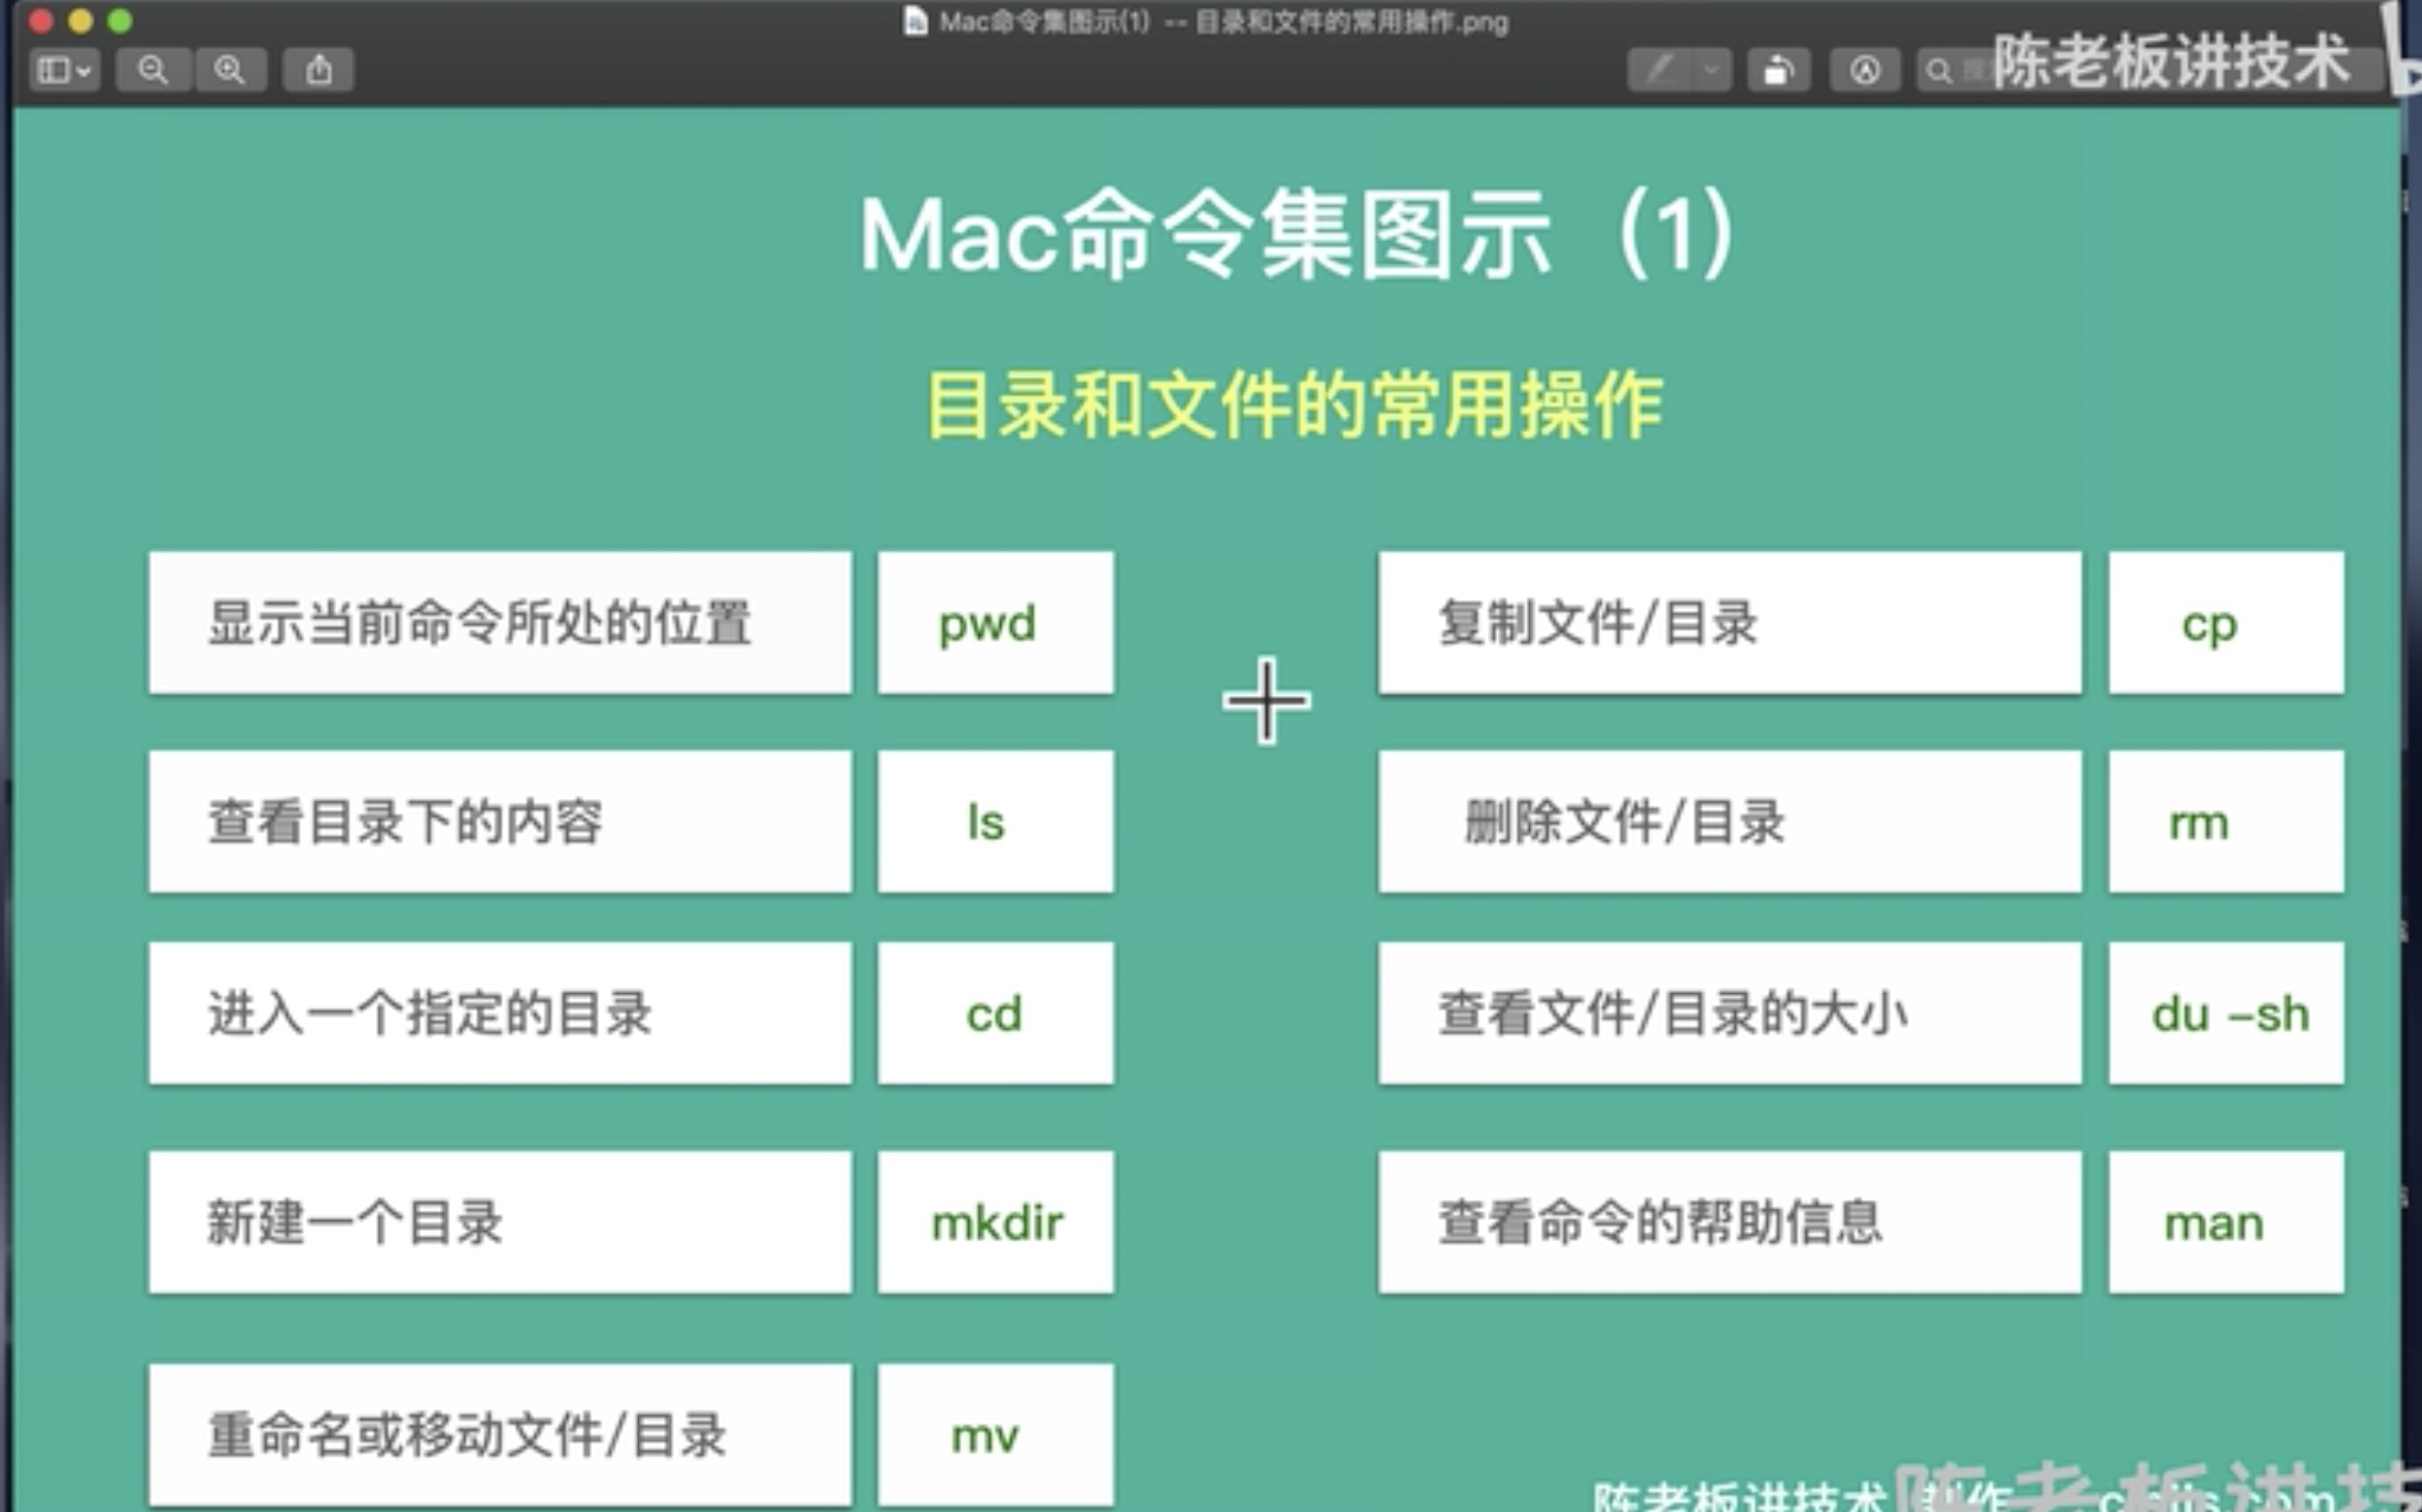 Mac命令集图示(1) -- 目录和文件的常用操作.png
陈老板讲技术
Mac命令集图示（1）
目录和文件的常用操作
显示当前命令所处的位置 pwd
复制文件/目录 cp
查看目录下的内容 ls
删除文件/目录 rm
进入一个指定的目录 cd
查看文件/目录的大小 du -sh
新建一个目录 mkdir
查看命令的帮助信息 man
重命名或移动文件/目录 mv
陈老板讲技术 制作
陈老板讲技